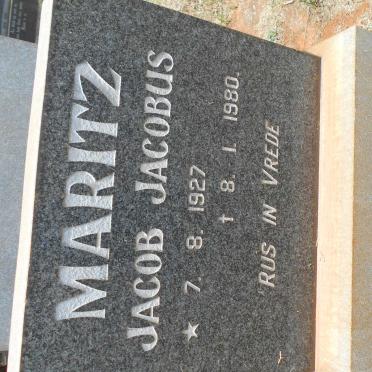 MARITZ
JACOB JACOBUS
★ 7. 8. 1927
† 8. 1. 1980.
RUS IN VREDE